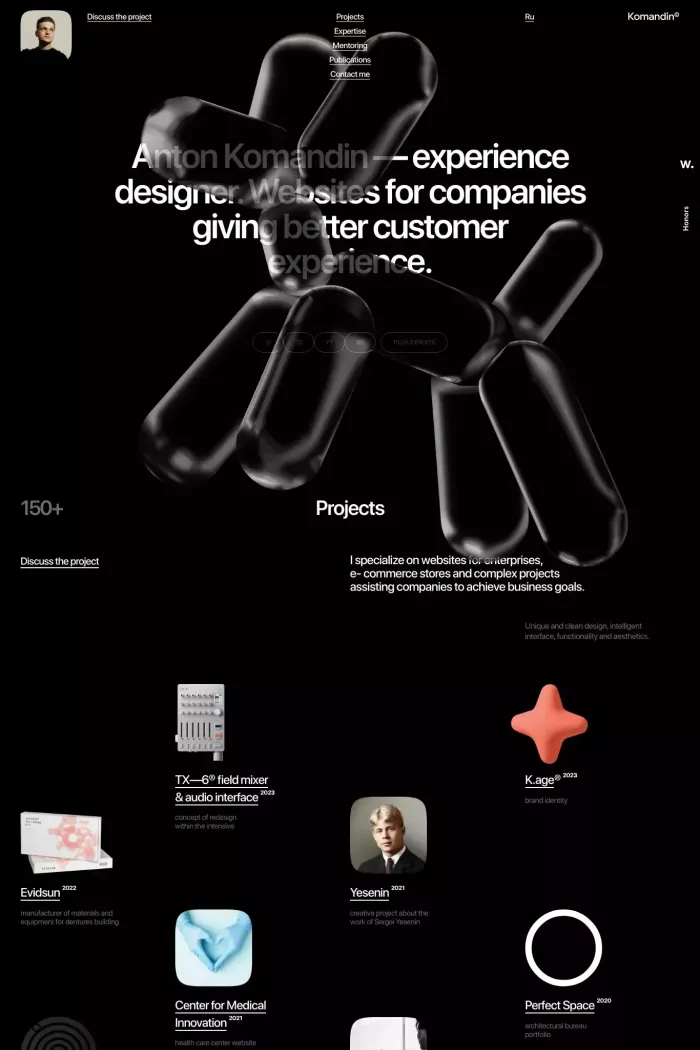 Discuss the project
Projects
Expertise
Mentoring
Publications
Contact me
Ru
Komandin©
Anton Komandin — experience
designer. Websites for companies
giving better customer
experience.
W.
Honors
150+
Projects
Discuss the project
I specialize on websites for enterprises,
e- commerce stores and complex projects
assisting companies to achieve business goals.
Unique and clean design, intelligent
interface, functionality and aesthetics.
TX—6® field mixer
& audio interface 2023
concept of redesign
within the intensive
K.age® 2023
brand identity
Evidsun 2022
manufacturer of materials and
equipment for dentures building
Yesenin 2021
creative project about the
work of Sergei Yesenin
Center for Medical
Innovation 2021
health care center website
Perfect Space 2020
architectural bureau
portfolio